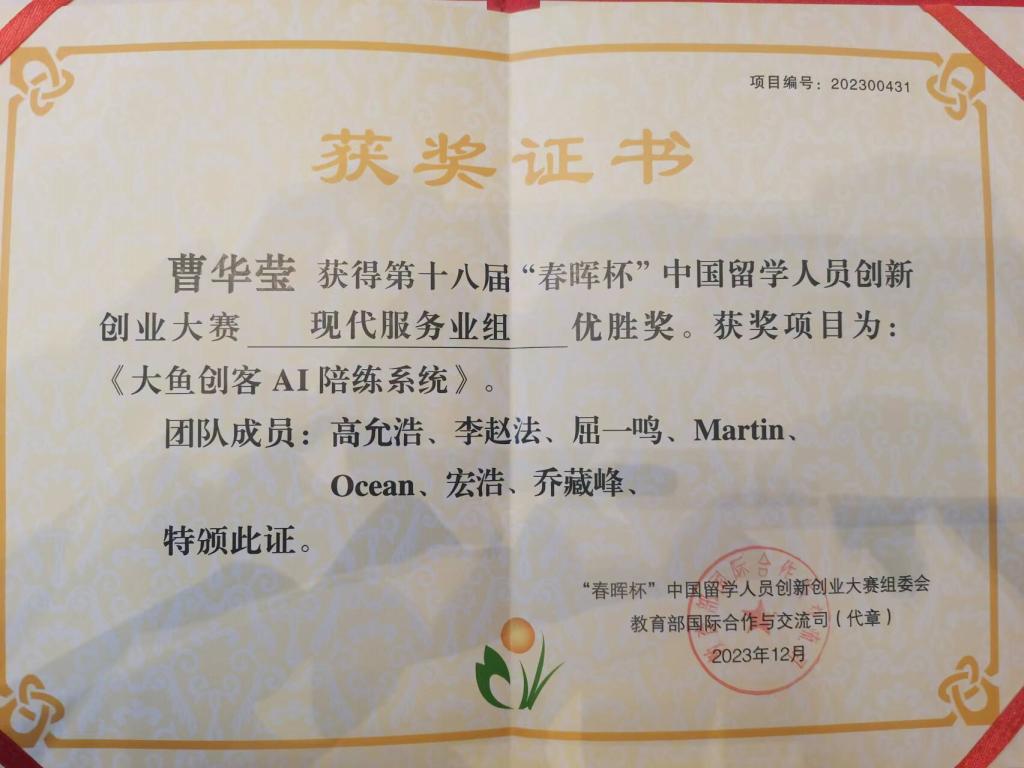 项目编号：202300431
获奖证书
曹华莹 获得第十八届“春晖杯”中国留学人员创新
创业大赛 现代服务业组 优胜奖。获奖项目为：
《大鱼创客AI陪练系统》。
团队成员：高允浩、李赵法、屈一鸣、Martin、
Ocean、宏浩、乔藏峰、
特颁此证。
“春晖杯”中国留学人员创新创业大赛组委会
教育部国际合作与交流司（代章）
2023年12月